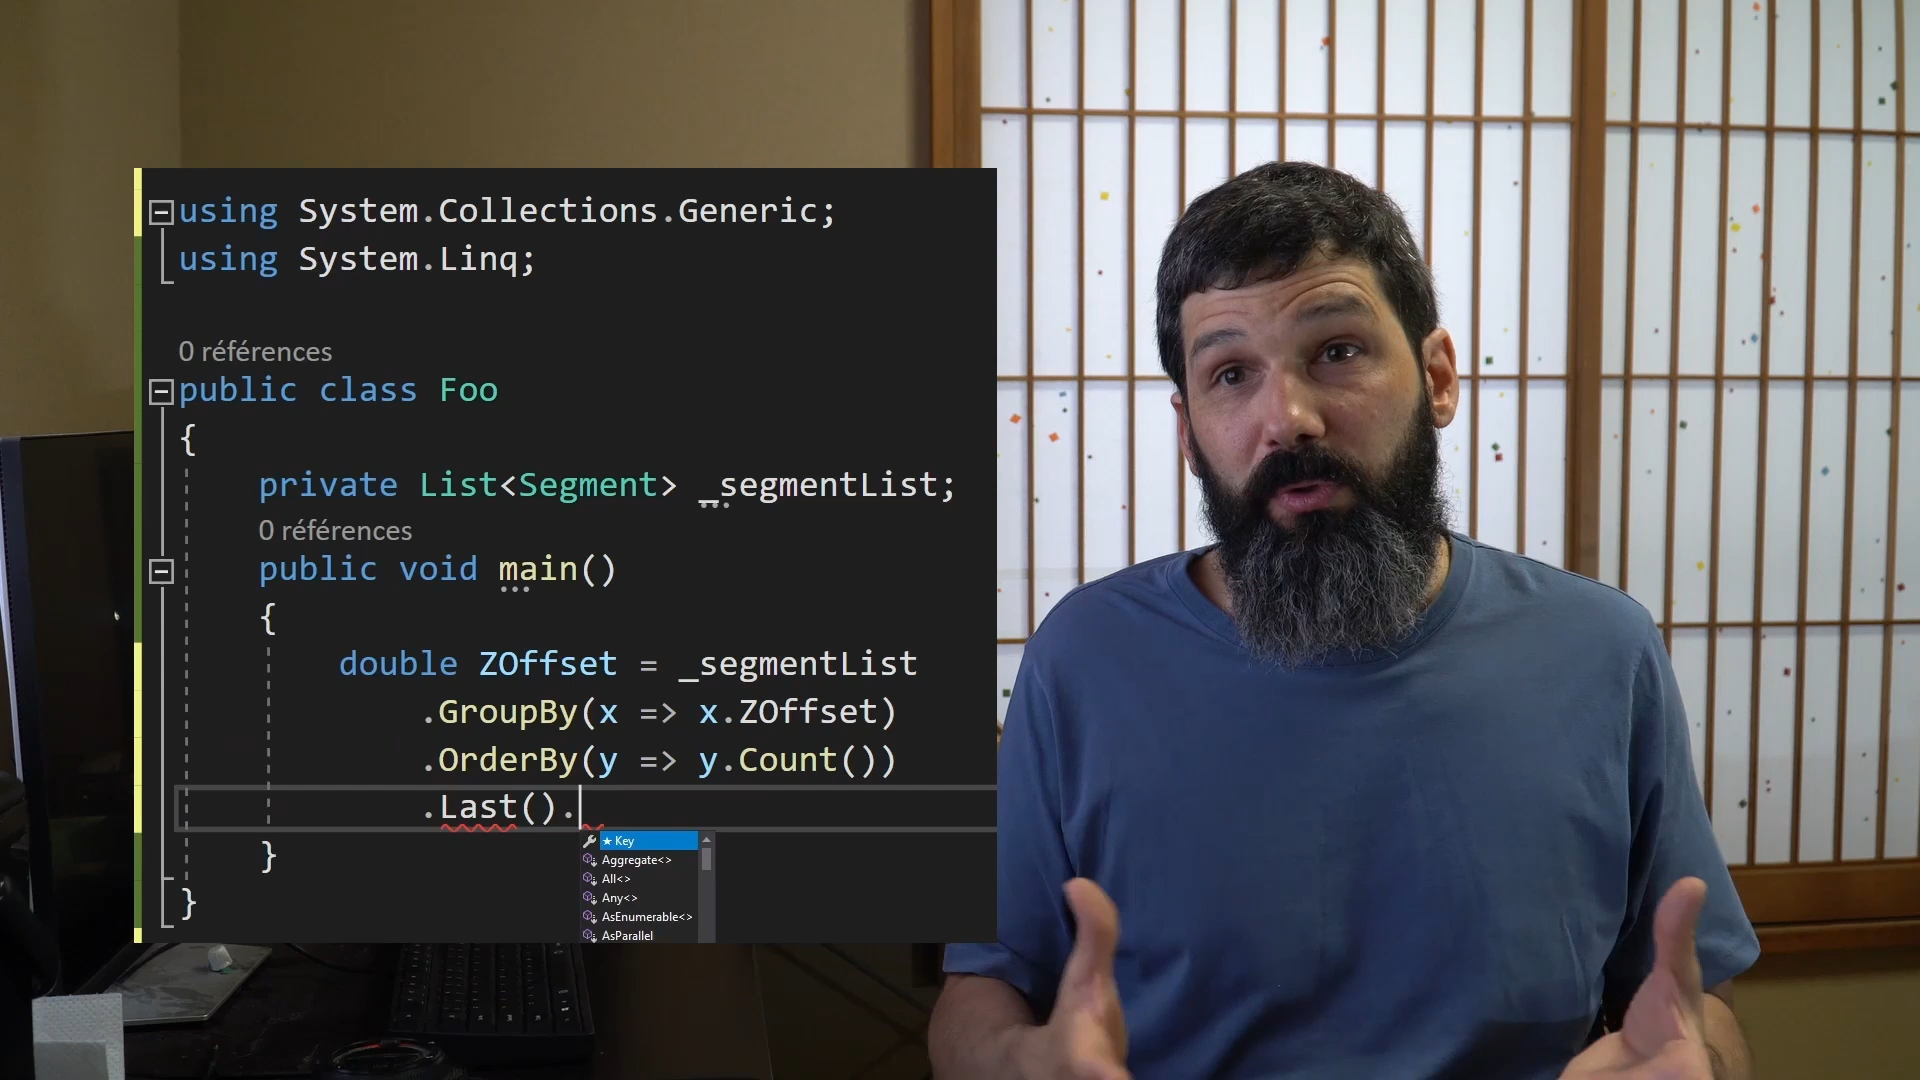 using System.Collections.Generic;
using System.Linq;
0 références
public class Foo
{
private List<Segment> _segmentList;
0 références
public void main()
{
double ZOffset = _segmentList
.GroupBy(x => x.ZOffset)
.OrderBy(y => y.Count())
.Last().
★ Key
Aggregate<>
All<>
Any<>
AsEnumerable<>
AsParallel
}
}